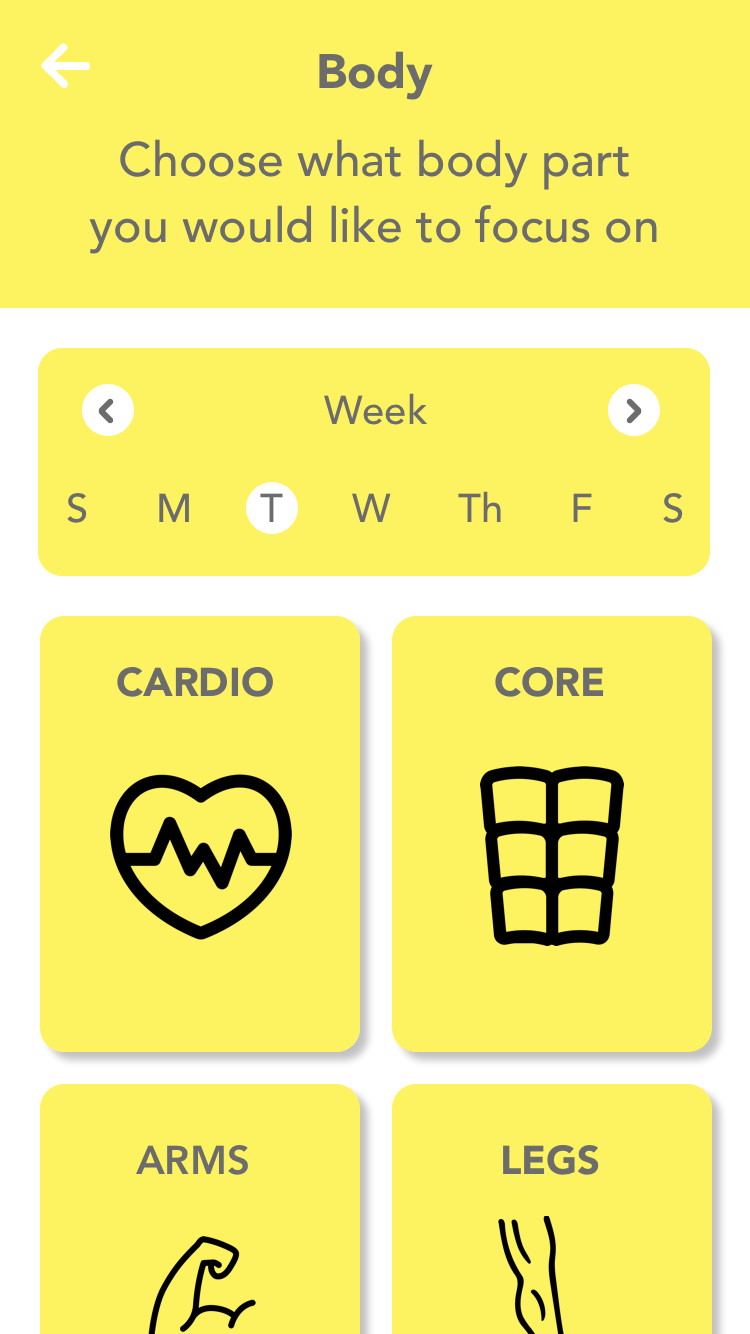 Body
Choose what body part
you would like to focus on
Week
S M T W Th F S
CARDIO CORE
ARMS LEGS